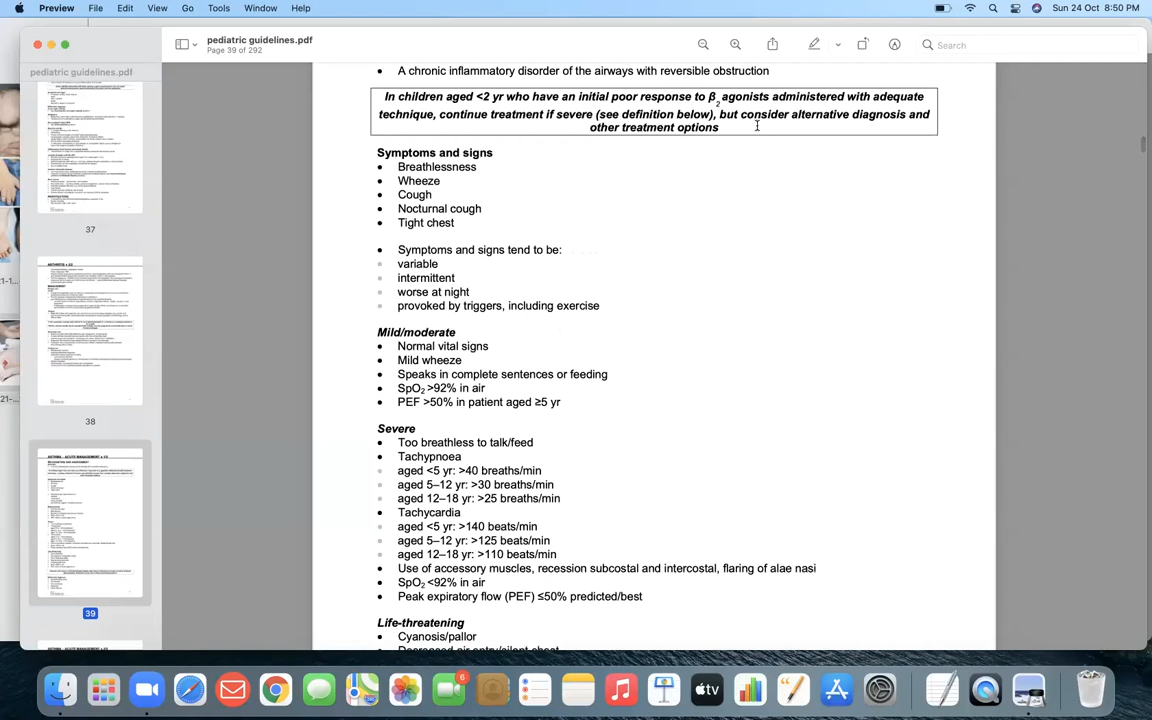 Preview File Edit View Go Tools Window Help Sun 24 Oct 8:50 PM
pediatric guidelines.pdf
Page 39 of 292
Search
pediatric guidelines.pdf
37
38
39
• A chronic inflammatory disorder of the airways with reversible obstruction
In children aged <2 yr who have an initial poor response to β2 agonists administered with adequate
technique, continue treatment if severe (see definition below), but consider alternative diagnosis and
other treatment options
Symptoms and signs
• Breathlessness
• Wheeze
• Cough
• Nocturnal cough
• Tight chest
• Symptoms and signs tend to be:
• variable
• intermittent
• worse at night
• provoked by triggers, including exercise
Mild/moderate
• Normal vital signs
• Mild wheeze
• Speaks in complete sentences or feeding
• SpO2 >92% in air
• PEF >50% in patient aged ≥5 yr
Severe
• Too breathless to talk/feed
• Tachypnoea
• aged <5 yr: >40 breaths/min
• aged 5–12 yr: >30 breaths/min
• aged 12–18 yr: >25 breaths/min
• Tachycardia
• aged <5 yr: >140 beats/min
• aged 5–12 yr: >125 beats/min
• aged 12–18 yr: >110 beats/min
• Use of accessory muscles, recession subcostal and intercostal, flaring of alae nasi
• SpO2 <92% in air
• Peak expiratory flow (PEF) ≤50% predicted/best
Life-threatening
• Cyanosis/pallor
• Decreased air entry/silent chest
6
tv